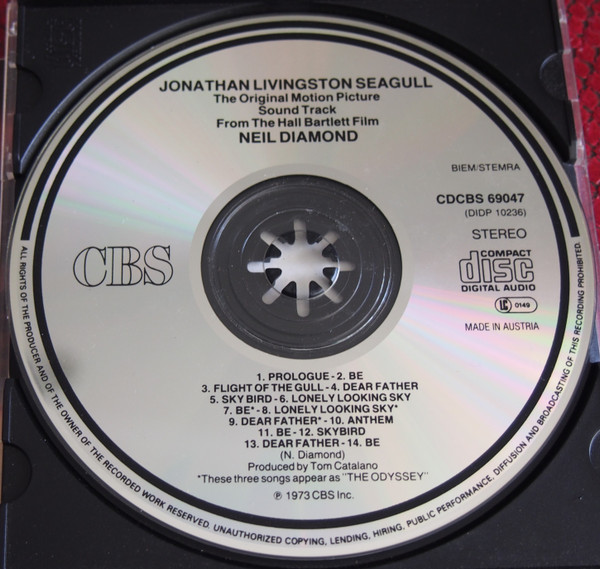 JONATHAN LIVINGSTON SEAGULL
The Original Motion Picture
Sound Track
From The Hall Bartlett Film
NEIL DIAMOND
BIEM/STEMRA
CDCBS 69047
(DIDP 10236)
STEREO
CBS
COMPACT
disc
DIGITAL AUDIO
LC 0149
MADE IN AUSTRIA
1. PROLOGUE - 2. BE
3. FLIGHT OF THE GULL - 4. DEAR FATHER
5. SKY BIRD - 6. LONELY LOOKING SKY
7. BE* - 8. LONELY LOOKING SKY*
9. DEAR FATHER* - 10. ANTHEM
11. BE - 12. SKYBIRD
13. DEAR FATHER - 14. BE
(N. Diamond)
Produced by Tom Catalano
*These three songs appear as "THE ODYSSEY"
℗ 1973 CBS Inc.
ALL RIGHTS OF THE PRODUCER AND OF THE OWNER OF THE RECORDED WORK RESERVED. UNAUTHORIZED COPYING, LENDING, HIRING, PUBLIC PERFORMANCE, DIFFUSION AND BROADCASTING OF THIS RECORDING PROHIBITED.